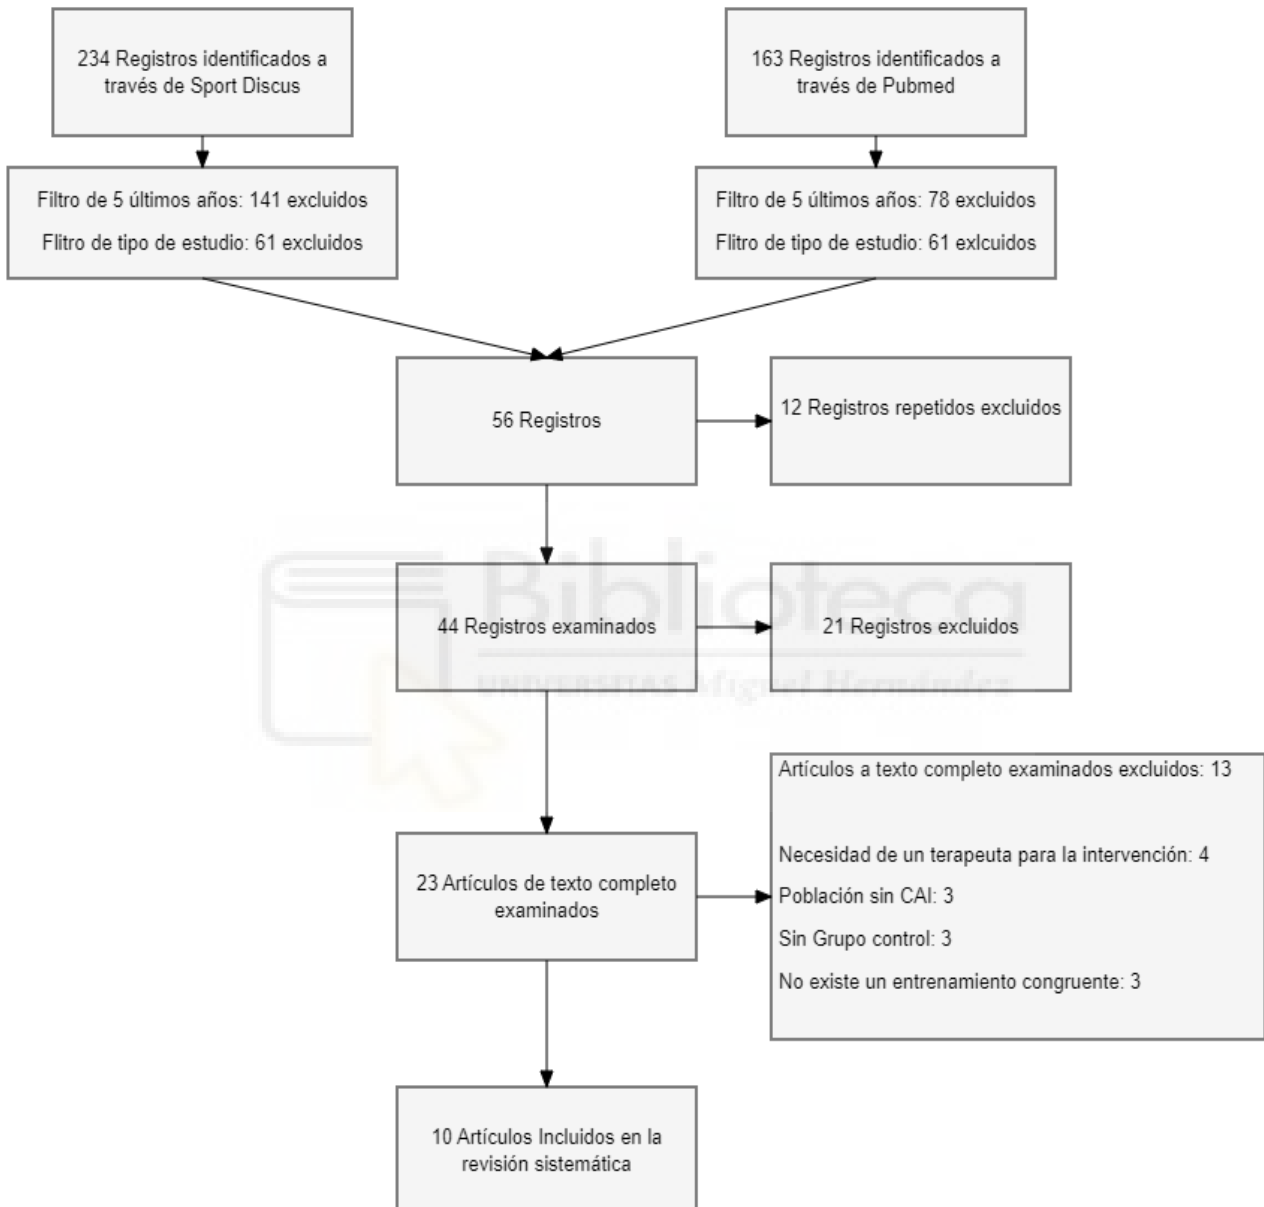 234 Registros identificados a
través de Sport Discus
163 Registros identificados a
través de Pubmed
Filtro de 5 últimos años: 141 excluidos
Flitro de tipo de estudio: 61 excluidos
Filtro de 5 últimos años: 78 excluidos
Flitro de tipo de estudio: 61 exlcuidos
56 Registros
12 Registros repetidos excluidos
Biblioteca
UNIVERSITAS Miguel Hernández
44 Registros examinados
21 Registros excluidos
23 Artículos de texto completo
examinados
Artículos a texto completo examinados excluidos: 13
Necesidad de un terapeuta para la intervención: 4
Población sin CAI: 3
Sin Grupo control: 3
No existe un entrenamiento congruente: 3
10 Artículos Incluidos en la
revisión sistemática